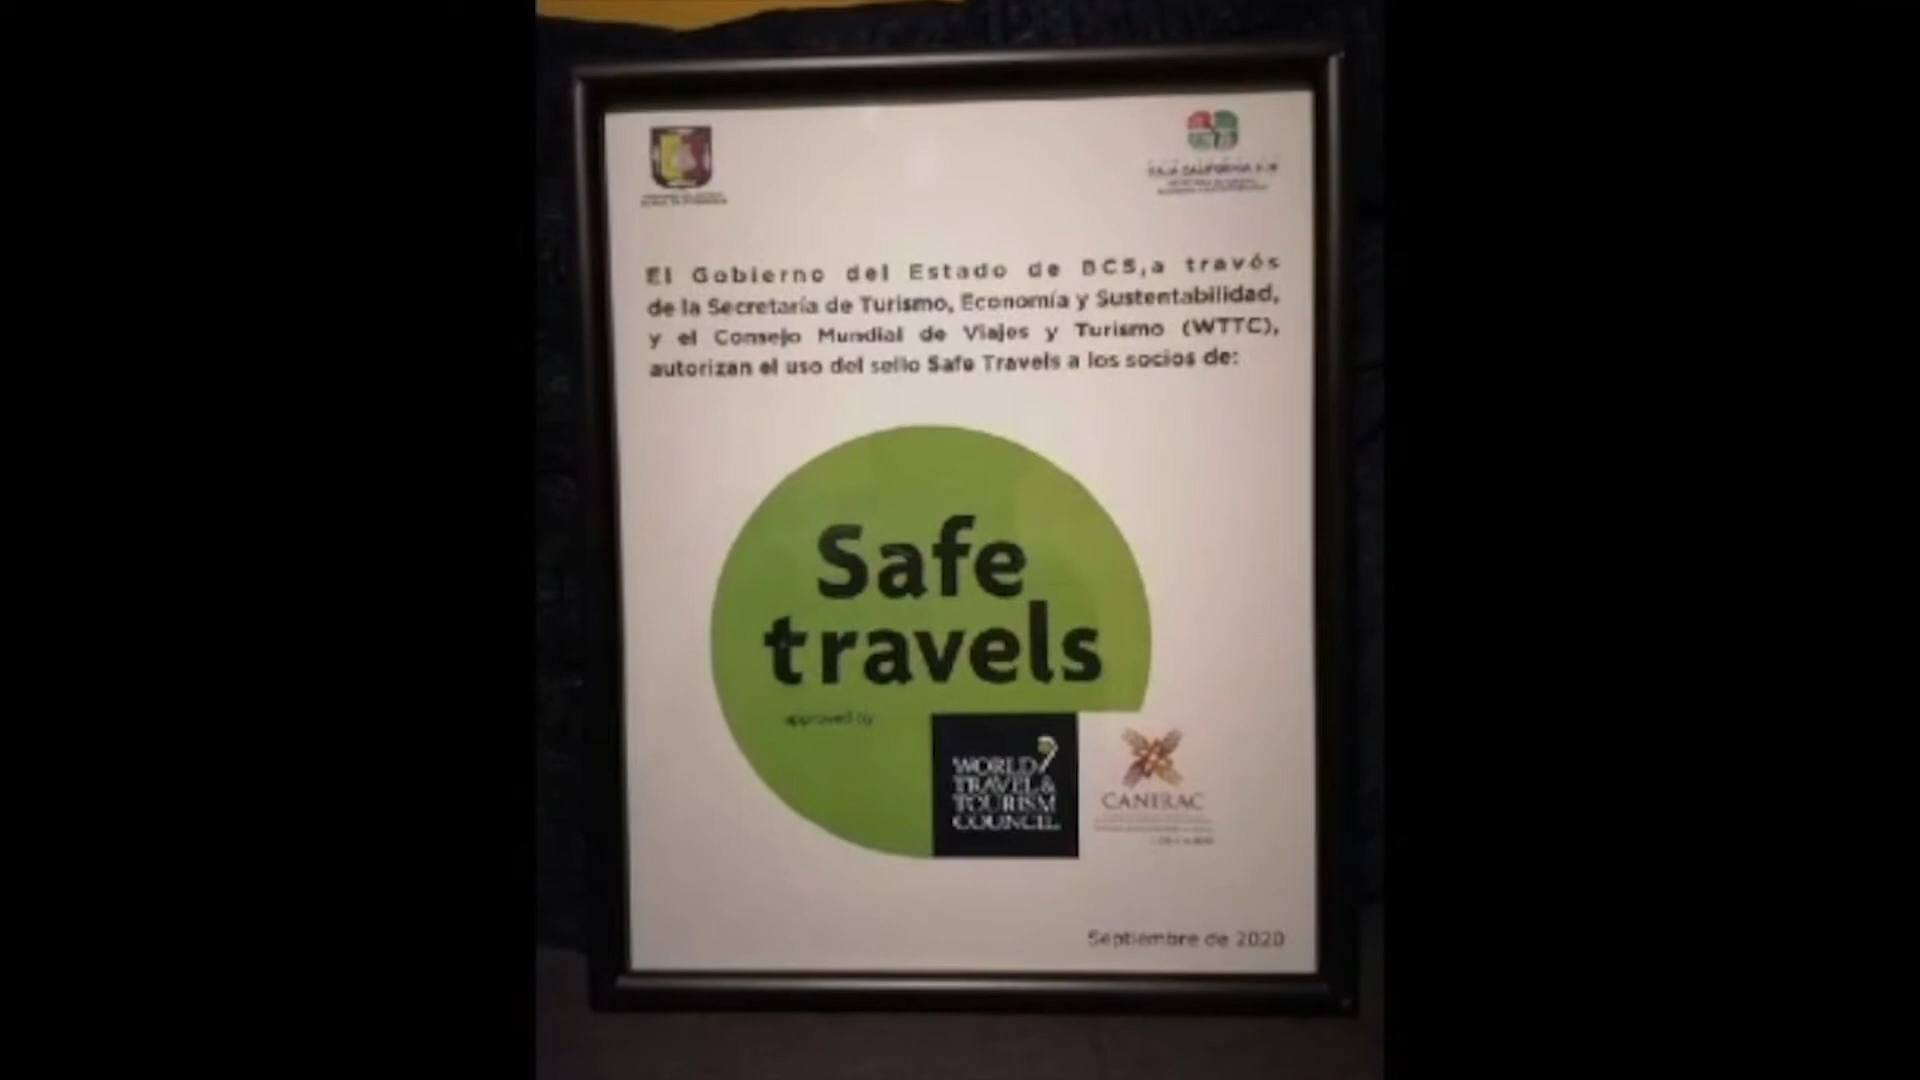 El Gobierno del Estado de BCS,a través
de la Secretaría de Turismo, Economía y Sustentabilidad,
y el Consejo Mundial de Viajes y Turismo (WTTC),
autorizan el uso del sello Safe Travels a los socios de:
Safe
travels
approved by
WORLD
TRAVEL &
TOURISM
COUNCIL
CANIRAC
Septiembre de 2020